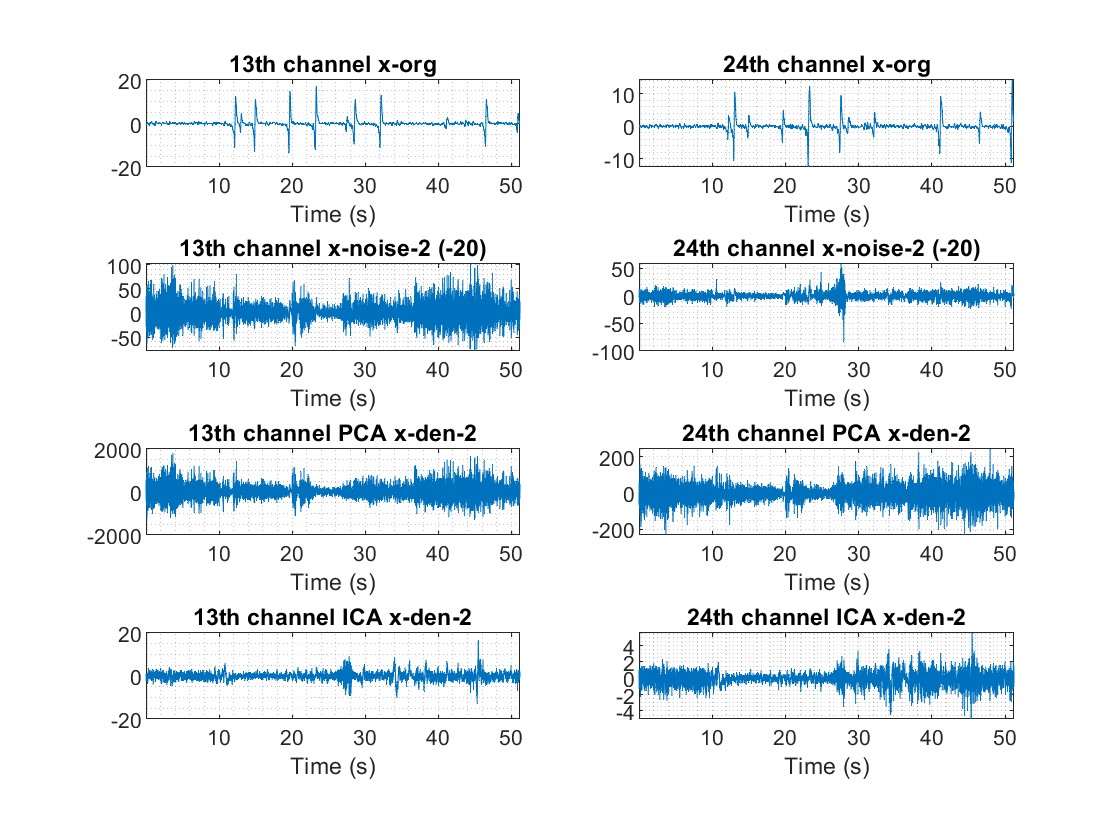 13th channel x-org
20
0
-20
10 20 30 40 50
Time (s)
24th channel x-org
10
0
-10
10 20 30 40 50
Time (s)
13th channel x-noise-2 (-20)
100
50
0
-50
10 20 30 40 50
Time (s)
24th channel x-noise-2 (-20)
50
0
-50
-100
10 20 30 40 50
Time (s)
13th channel PCA x-den-2
2000
0
-2000
10 20 30 40 50
Time (s)
24th channel PCA x-den-2
200
0
-200
10 20 30 40 50
Time (s)
13th channel ICA x-den-2
20
0
-20
10 20 30 40 50
Time (s)
24th channel ICA x-den-2
4
2
0
-2
-4
10 20 30 40 50
Time (s)